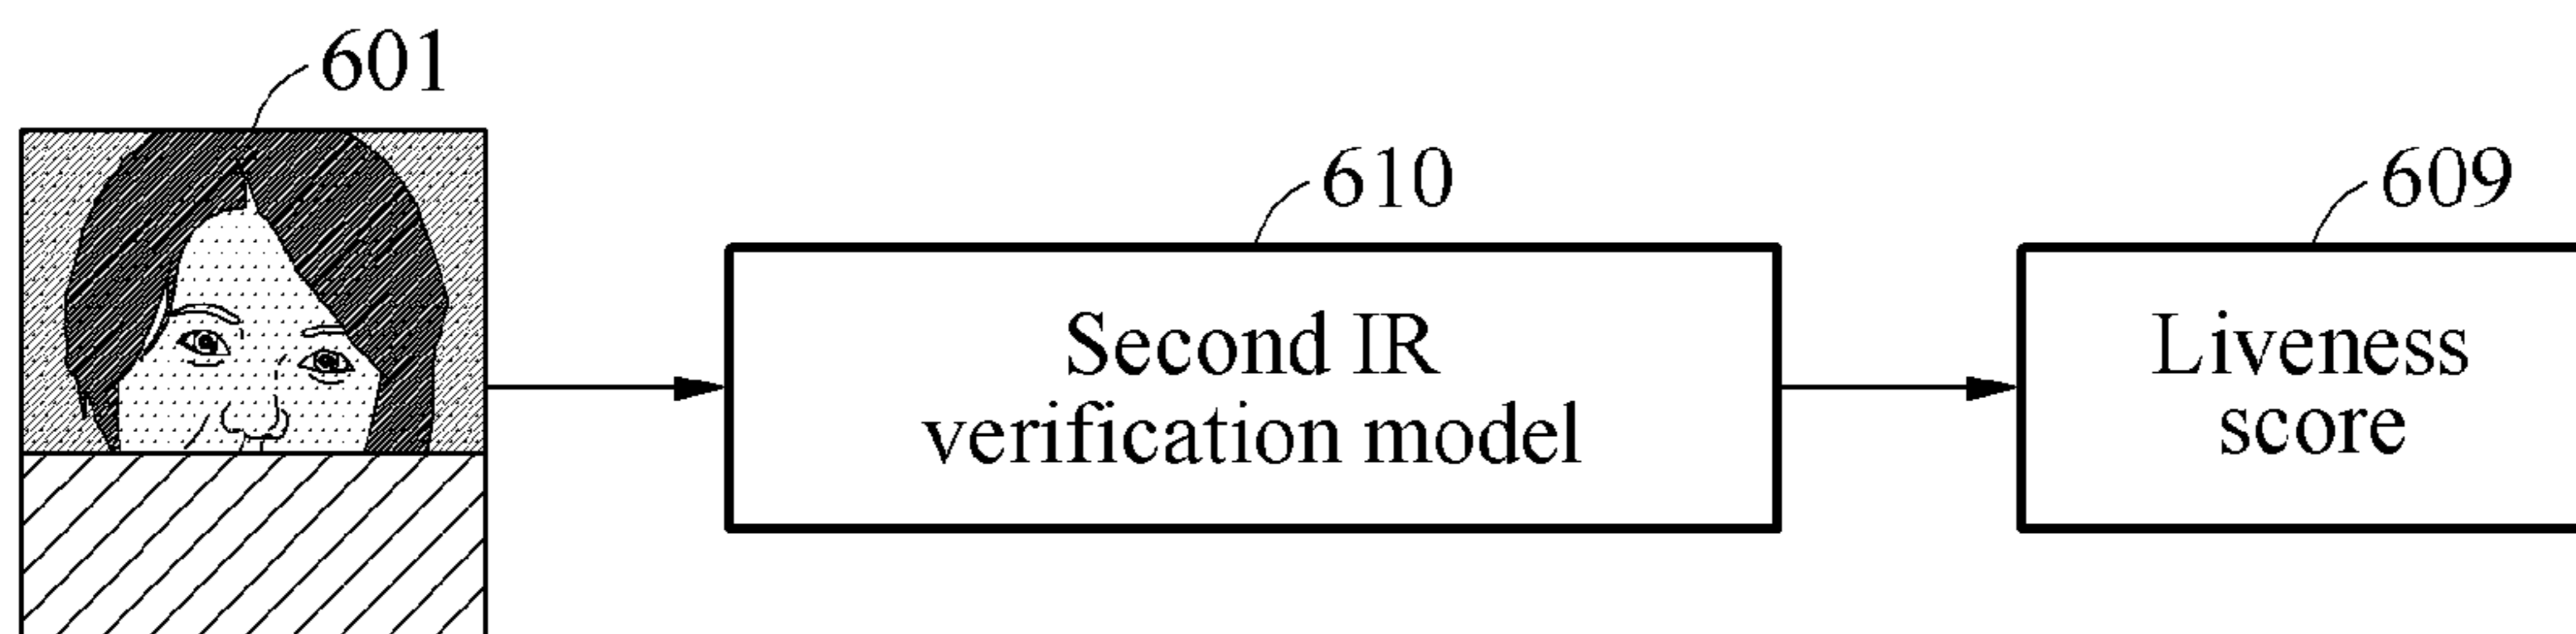 601
610
609
Second IR
verification model
Liveness
score